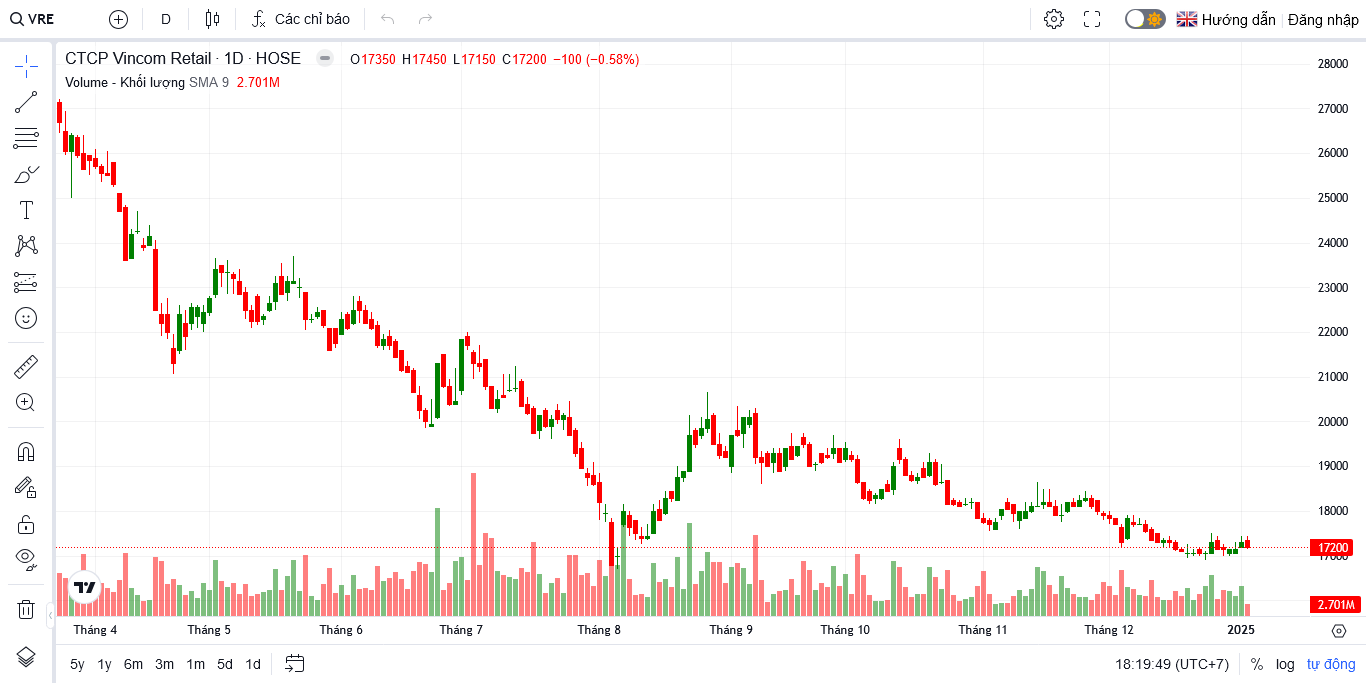 VRE D Các chỉ báo Hướng dẫn Đăng nhập
CTCP Vincom Retail · 1D · HOSE O17350 H17450 L17150 C17200 −100 (−0.58%)
Volume - Khối lượng SMA 9 2.701M
28000
27000
26000
25000
24000
23000
22000
21000
20000
19000
18000
17200
17000
2.701M
Tháng 4 Tháng 5 Tháng 6 Tháng 7 Tháng 8 Tháng 9 Tháng 10 Tháng 11 Tháng 12 2025
5y 1y 6m 3m 1m 5d 1d 18:19:49 (UTC+7) % log tự động